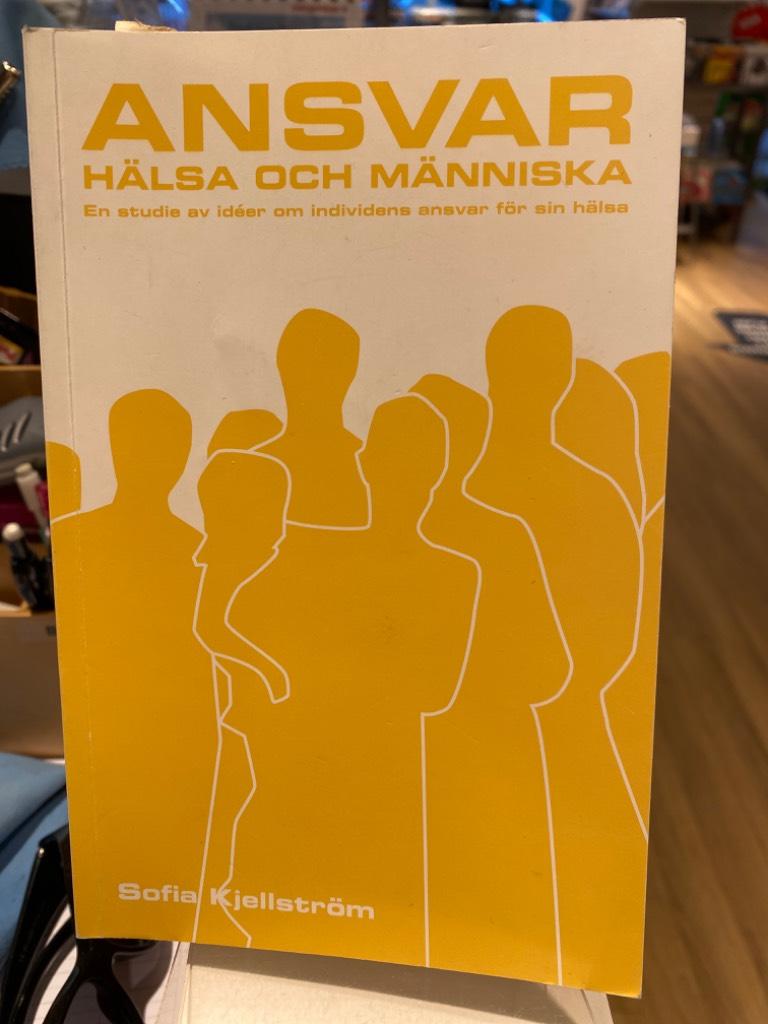 ANSVAR
HÄLSA OCH MÄNNISKA
En studie av idéer om individens ansvar för sin hälsa
Sofia Kjellström